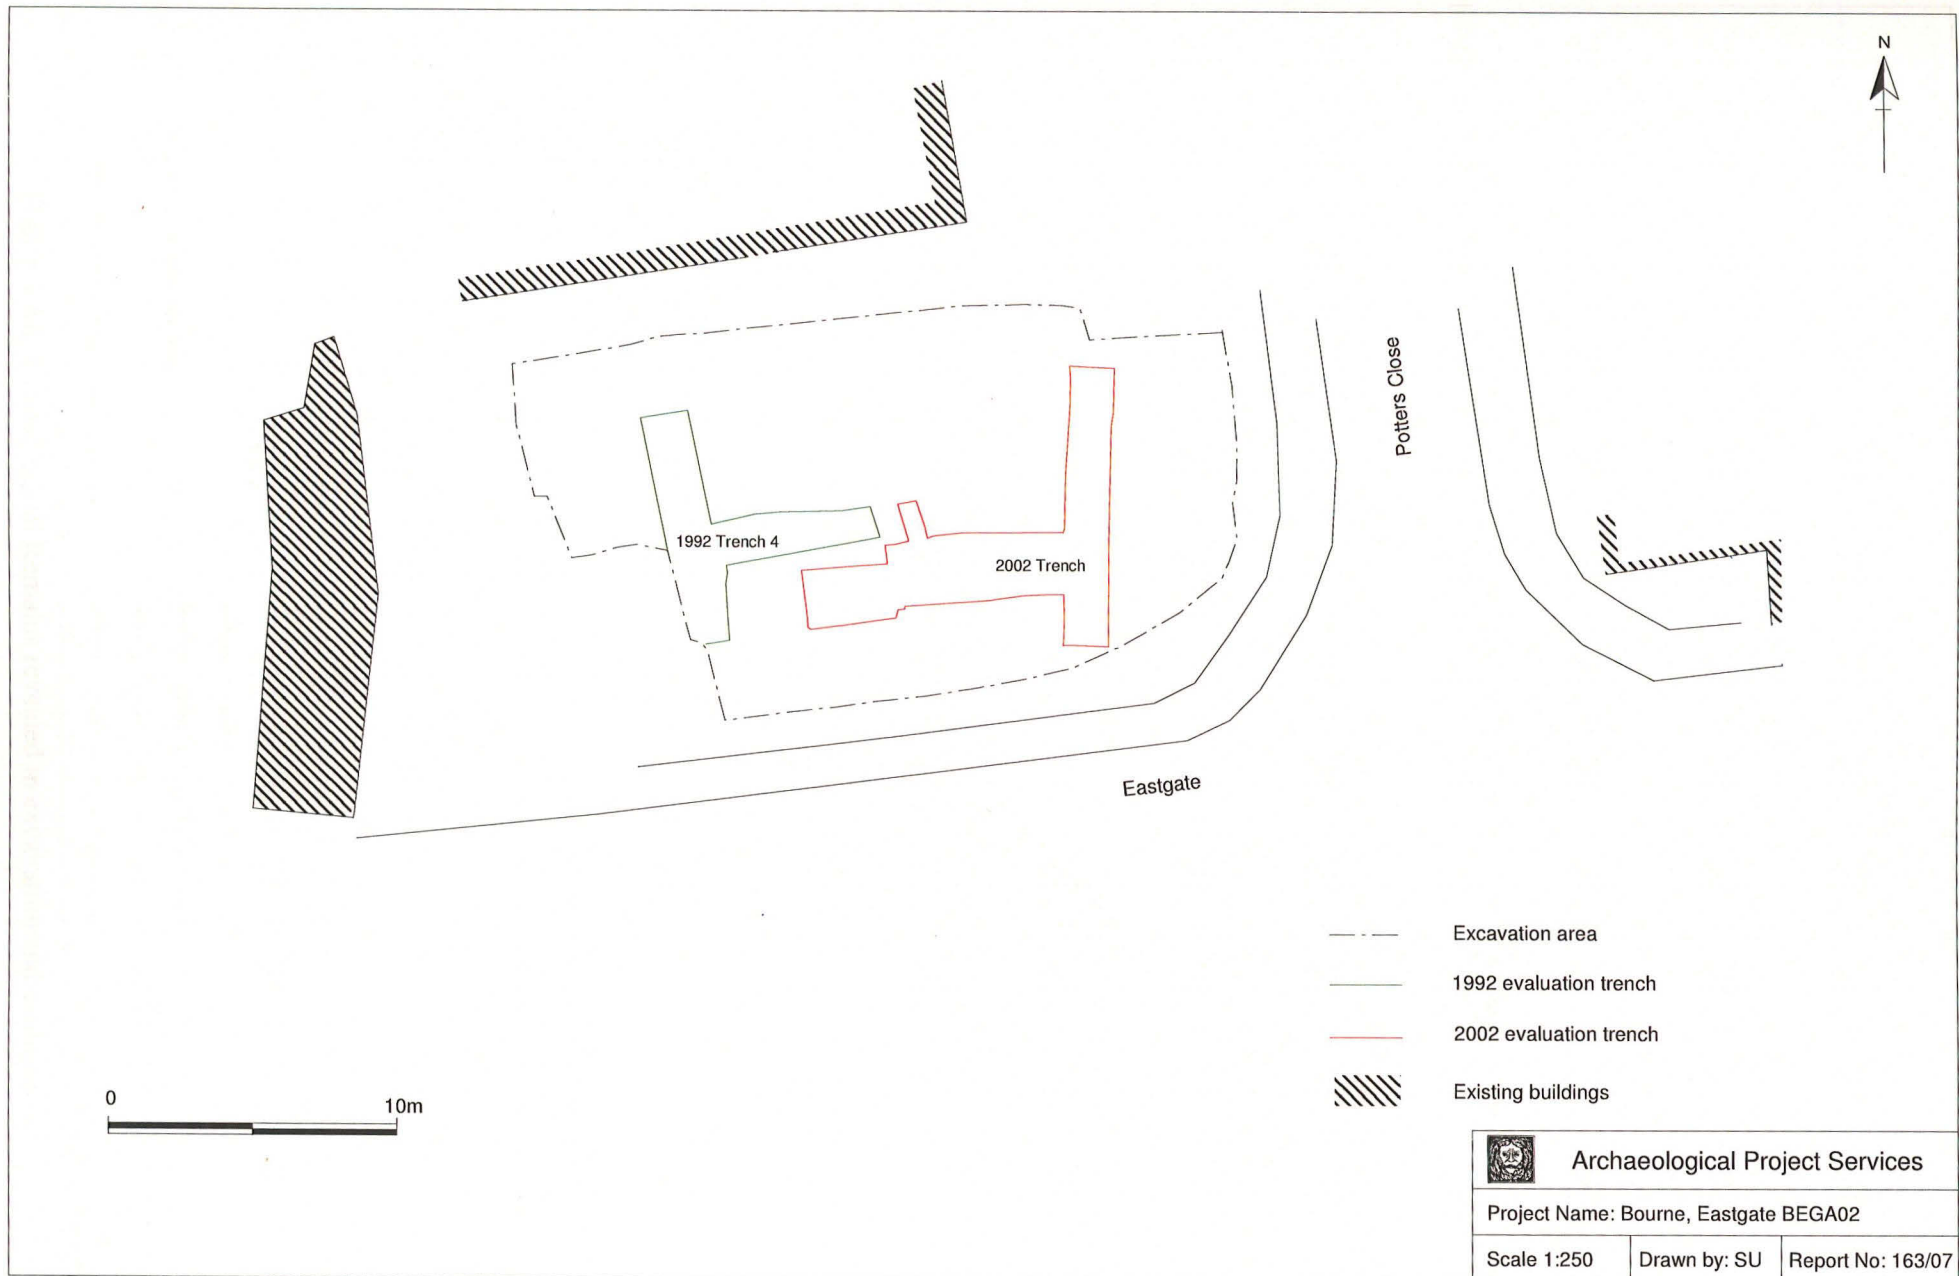 N
Potters Close
1992 Trench 4
2002 Trench
Eastgate
Excavation area
1992 evaluation trench
2002 evaluation trench
Existing buildings
0 10m
Archaeological Project Services
Project Name: Bourne, Eastgate BEGA02
Scale 1:250 Drawn by: SU Report No: 163/07